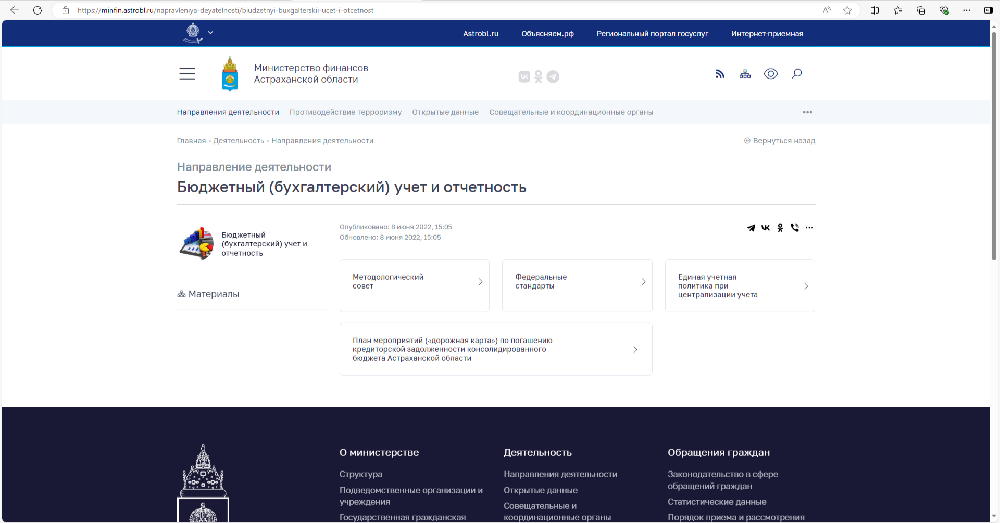 https://minfin.astrobl.ru/napravleniya-deyatelnosti/biudzetnyi-buxgalterskii-ucet-i-otcetnost
Astrobl.ru Объясняем.рф Региональный портал госуслуг Интернет-приемная
Министерство финансов
Астраханской области
Направления деятельности Противодействие терроризму Открытые данные Совещательные и координационные органы
Главная • Деятельность • Направления деятельности
Вернуться назад
Направление деятельности
Бюджетный (бухгалтерский) учет и отчетность
Бюджетный
(бухгалтерский) учет и
отчетность
Материалы
Опубликовано: 8 июня 2022, 15:05
Обновлено: 8 июня 2022, 15:05
Методологический
совет
Федеральные
стандарты
Единая учетная
политика при
централизации учета
План мероприятий («дорожная карта») по погашению
кредиторской задолженности консолидированного
бюджета Астраханской области
О министерстве
Структура
Подведомственные организации и
учреждения
Государственная гражданская
Деятельность
Направления деятельности
Открытые данные
Совещательные и
координационные органы
Обращения граждан
Законодательство в сфере
обращений граждан
Статистические данные
Порядок приема и рассмотрения